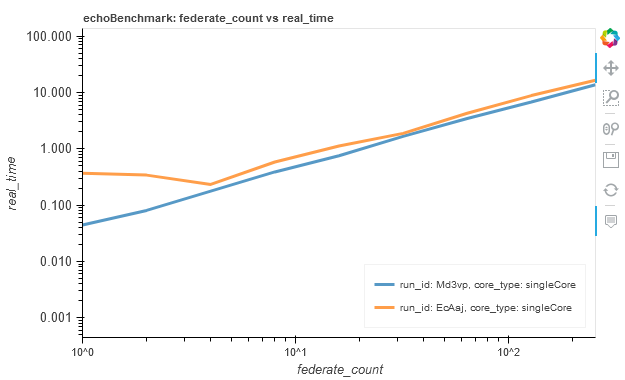 echoBenchmark: federate_count vs real_time
100.000
10.000
1.000
0.100
0.010
0.001
real_time
run_id: Md3vp, core_type: singleCore
run_id: EcAaj, core_type: singleCore
10^0
10^1
10^2
federate_count